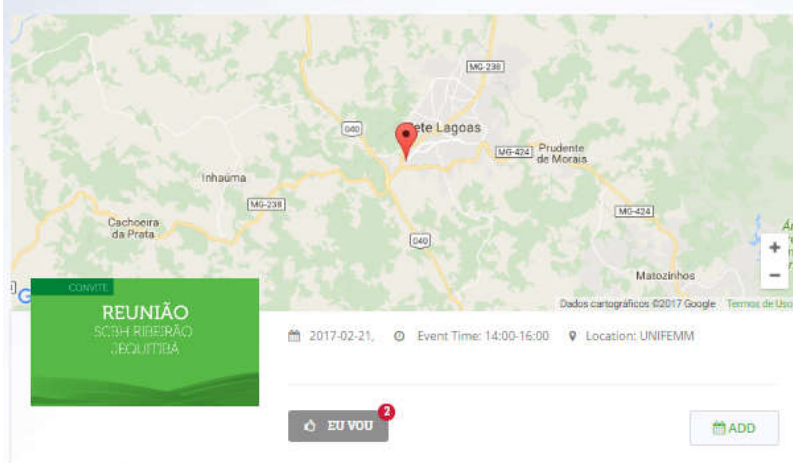 MG-238
040
ete Lagoas
MG-424
Prudente
de Morais
Inhaúma
MG-238
MG-424
Cachoeira
da Prata
040
Matozinhos
Dados cartográficos ©2017 Google
Termos de Uso
CONVITE
REUNIÃO
SCBH RIBEIRÃO
JEQUITIBÁ
2017-02-21,
Event Time: 14:00-16:00
Location: UNIFEMM
EU VOU
2
ADD